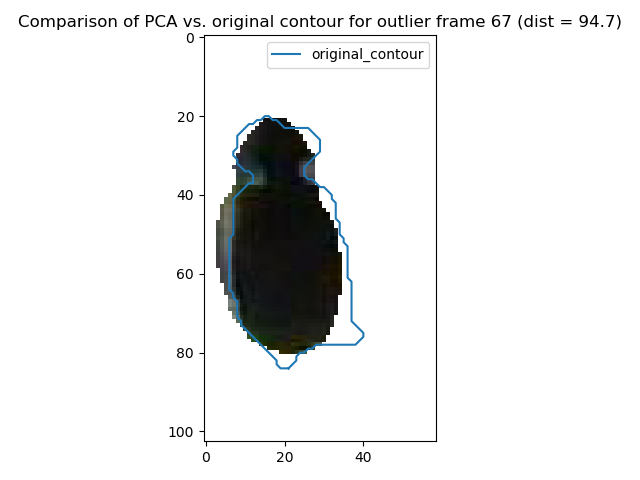 Comparison of PCA vs. original contour for outlier frame 67 (dist = 94.7)
original_contour
0
20
40
60
80
100
0 20 40